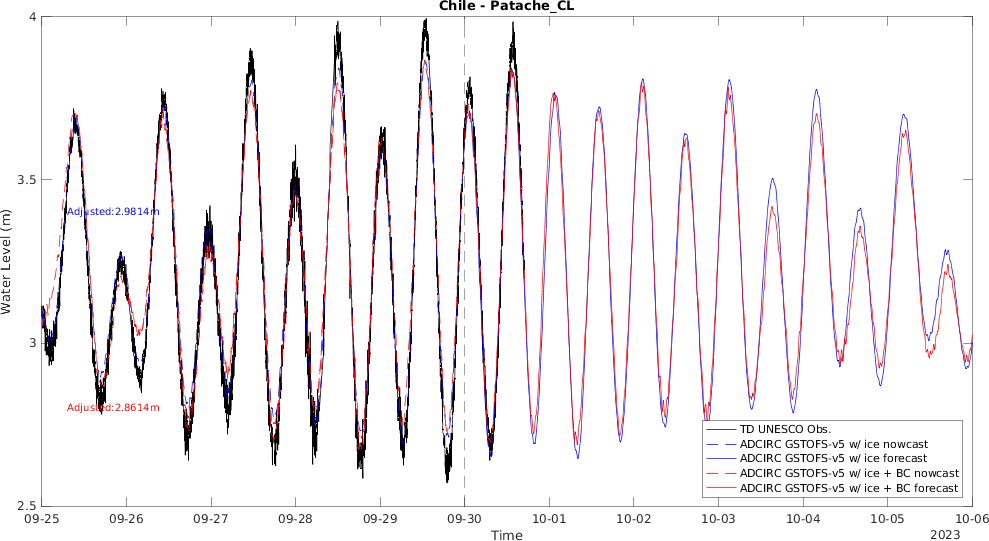 Chile - Patache_CL
4
3.5
3
2.5
Water Level (m)
Adjusted:2.9814m
Adjusted:2.8614m
TD UNESCO Obs.
ADCIRC GSTOFS-v5 w/ ice nowcast
ADCIRC GSTOFS-v5 w/ ice forecast
ADCIRC GSTOFS-v5 w/ ice + BC nowcast
ADCIRC GSTOFS-v5 w/ ice + BC forecast
09-25 09-26 09-27 09-28 09-29 09-30 10-01 10-02 10-03 10-04 10-05 10-06
Time
2023